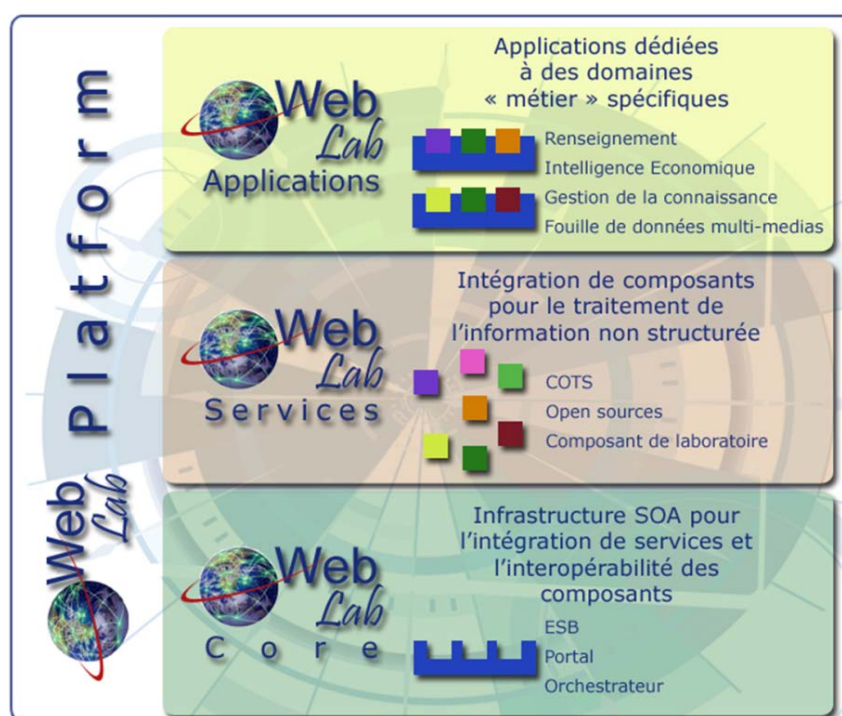 Web
Lab
Platform
Web
Lab
Applications
Applications dédiées
à des domaines
« métier » spécifiques
Renseignement
Intelligence Economique
Gestion de la connaissance
Fouille de données multi-medias
Web
Lab
Services
Intégration de composants
pour le traitement de
l'information non structurée
COTS
Open sources
Composant de laboratoire
Web
Lab
Core
Infrastructure SOA pour
l'intégration de services et
l'interopérabilité des
composants
ESB
Portal
Orchestrateur